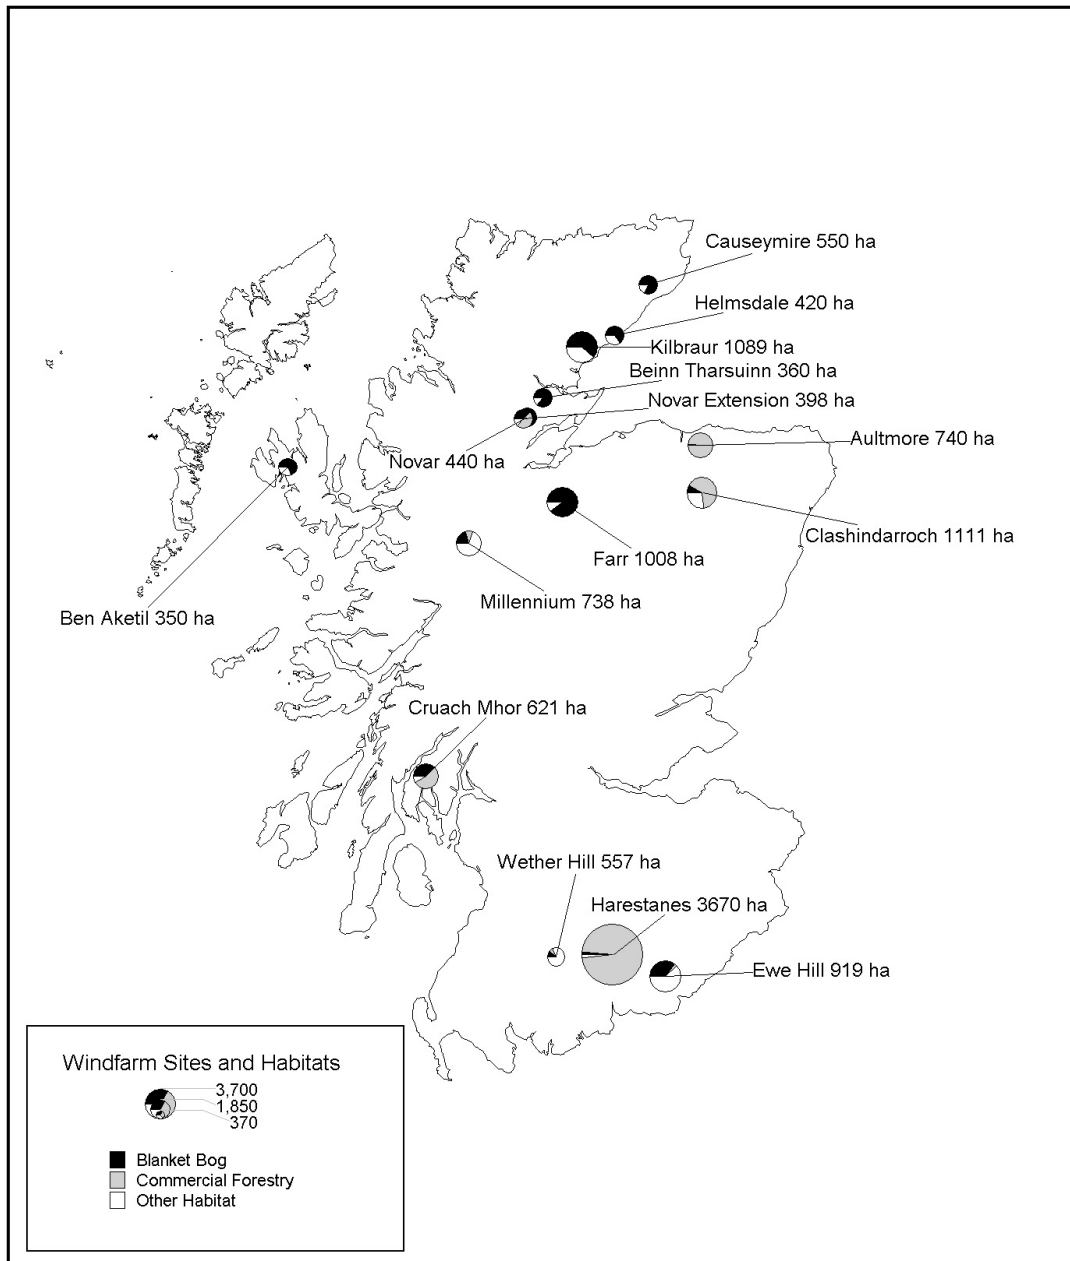 Causeymire 550 ha
Helmsdale 420 ha
Kilbraur 1089 ha
Beinn Tharsuinn 360 ha
Novar Extension 398 ha
Aultmore 740 ha
Novar 440 ha
Clashindarroch 1111 ha
Farr 1008 ha
Millennium 738 ha
Ben Aketil 350 ha
Cruach Mhor 621 ha
Wether Hill 557 ha
Harestanes 3670 ha
Ewe Hill 919 ha
Windfarm Sites and Habitats
3,700
1,850
370
Blanket Bog
Commercial Forestry
Other Habitat